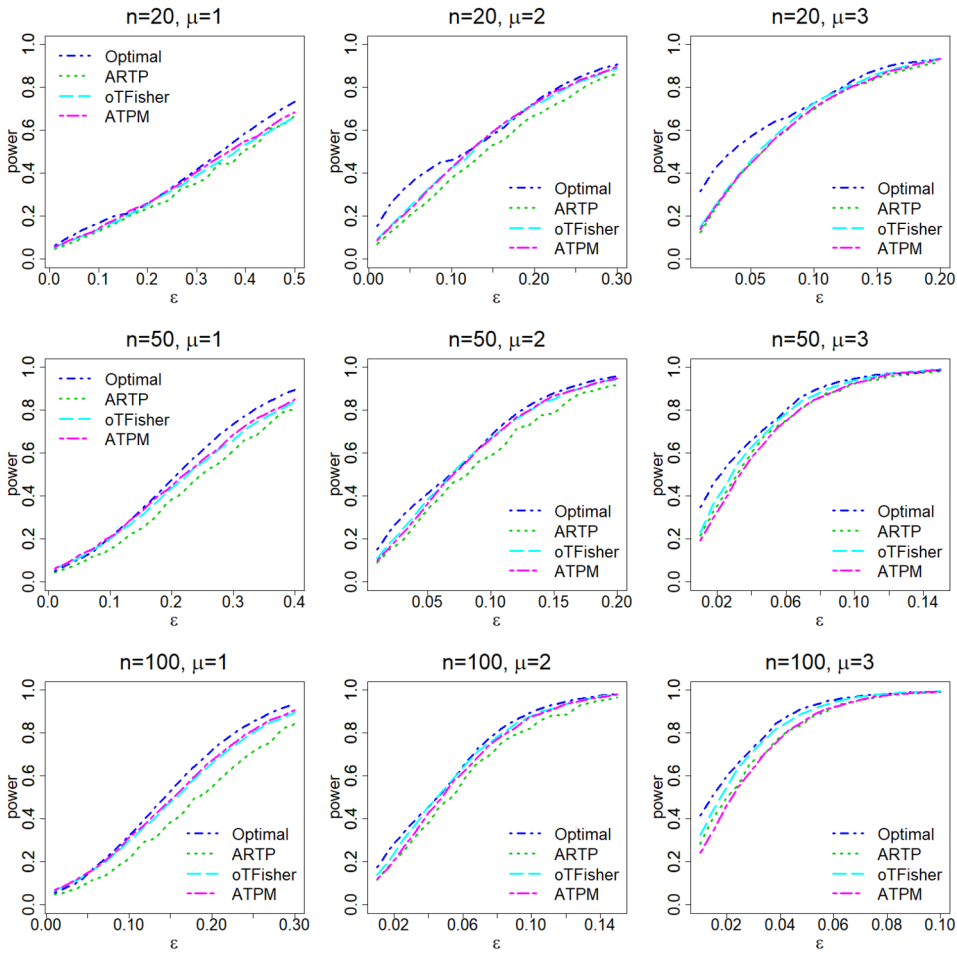 n=20, μ=1
n=20, μ=2
n=20, μ=3
power
0.0 0.2 0.4 0.6 0.8 1.0
Optimal
ARTP
oTFisher
ATPM
0.0 0.1 0.2 0.3 0.4 0.5
ε
power
0.0 0.2 0.4 0.6 0.8 1.0
Optimal
ARTP
oTFisher
ATPM
0.00 0.10 0.20 0.30
ε
power
0.0 0.2 0.4 0.6 0.8 1.0
Optimal
ARTP
oTFisher
ATPM
0.05 0.10 0.15 0.20
ε
n=50, μ=1
n=50, μ=2
n=50, μ=3
power
0.0 0.2 0.4 0.6 0.8 1.0
Optimal
ARTP
oTFisher
ATPM
0.0 0.1 0.2 0.3 0.4
ε
power
0.0 0.2 0.4 0.6 0.8 1.0
Optimal
ARTP
oTFisher
ATPM
0.05 0.10 0.15 0.20
ε
power
0.0 0.2 0.4 0.6 0.8 1.0
Optimal
ARTP
oTFisher
ATPM
0.02 0.06 0.10 0.14
ε
n=100, μ=1
n=100, μ=2
n=100, μ=3
power
0.0 0.2 0.4 0.6 0.8 1.0
Optimal
ARTP
oTFisher
ATPM
0.00 0.10 0.20 0.30
ε
power
0.0 0.2 0.4 0.6 0.8 1.0
Optimal
ARTP
oTFisher
ATPM
0.02 0.06 0.10 0.14
ε
power
0.0 0.2 0.4 0.6 0.8 1.0
Optimal
ARTP
oTFisher
ATPM
0.02 0.04 0.06 0.08 0.10
ε